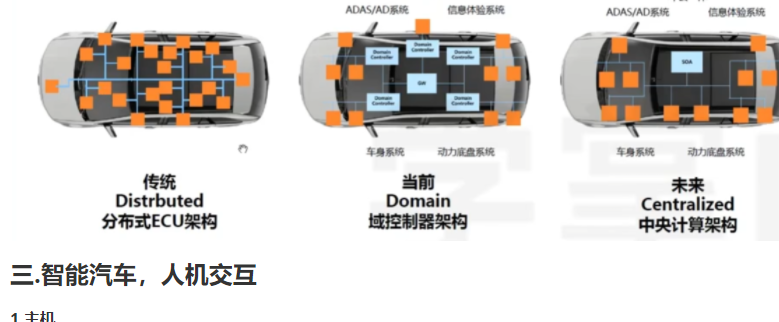 ADAS/AD系统 信息体验系统
ADAS/AD系统 信息体验系统
Domain
Controller
Domain
Controller
Domain
Controller
GW
Domain
Controller
Domain
Controller
SOA
车身系统 动力底盘系统
车身系统 动力底盘系统
传统
Distrbuted
分布式ECU架构
当前
Domain
域控制器架构
未来
Centralized
中央计算架构
三.智能汽车，人机交互
1.主机